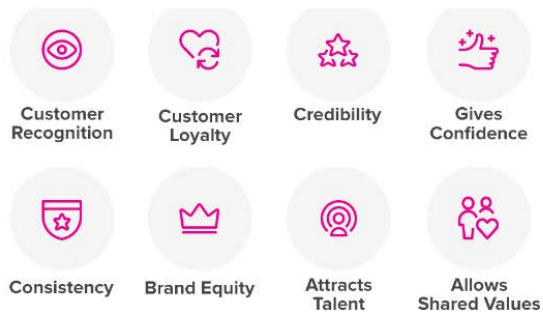 Customer
Recognition
Customer
Loyalty
Credibility
Gives
Confidence
Consistency
Brand Equity
Attracts
Talent
Allows
Shared Values